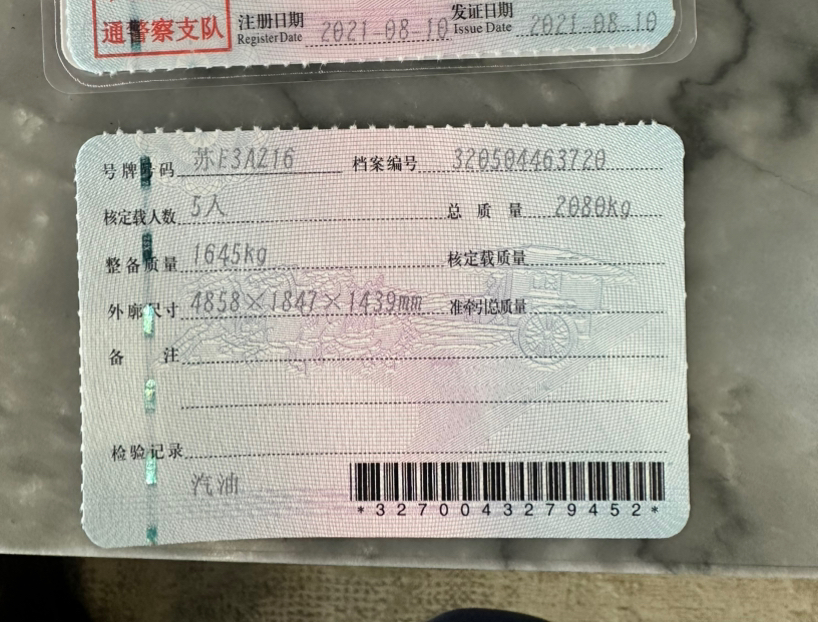 通警察支队
注册日期 2021-08-10 发证日期 2021-08-10
Register Date Issue Date
号牌号码 苏E3AZ16 档案编号 320504463720
核定载人数 5人 总质量 2080kg
整备质量 1645kg 核定载质量
外廓尺寸 4858×1847×1439mm 准牵引总质量
备注
检验记录
汽油
*3270043279452*